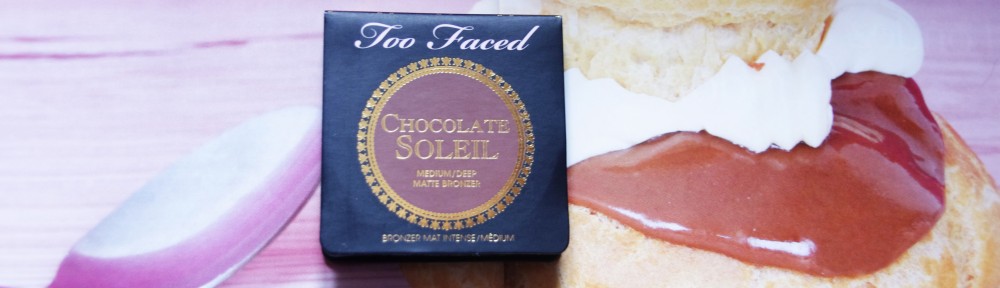 Too Faced
CHOCOLATE
SOLEIL
MEDIUM/DEEP
MATTE BRONZER
BRONZER MAT INTENSE/MÉDIUM